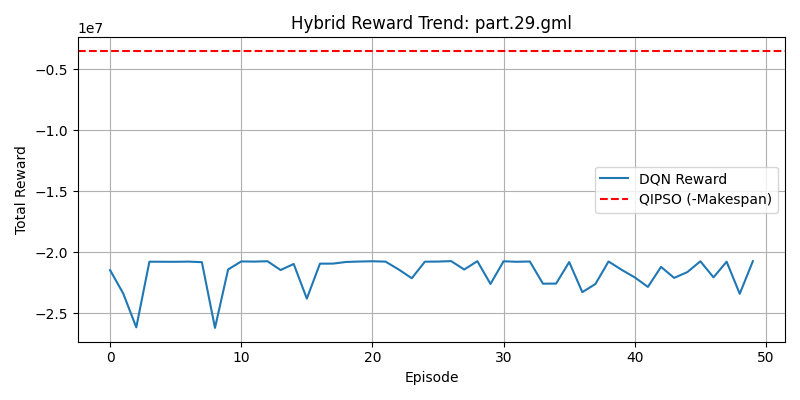 Hybrid Reward Trend: part.29.gml
1e7
−0.5
−1.0
−1.5
−2.0
−2.5
Total Reward
DQN Reward
QIPSO (-Makespan)
0 10 20 30 40 50
Episode